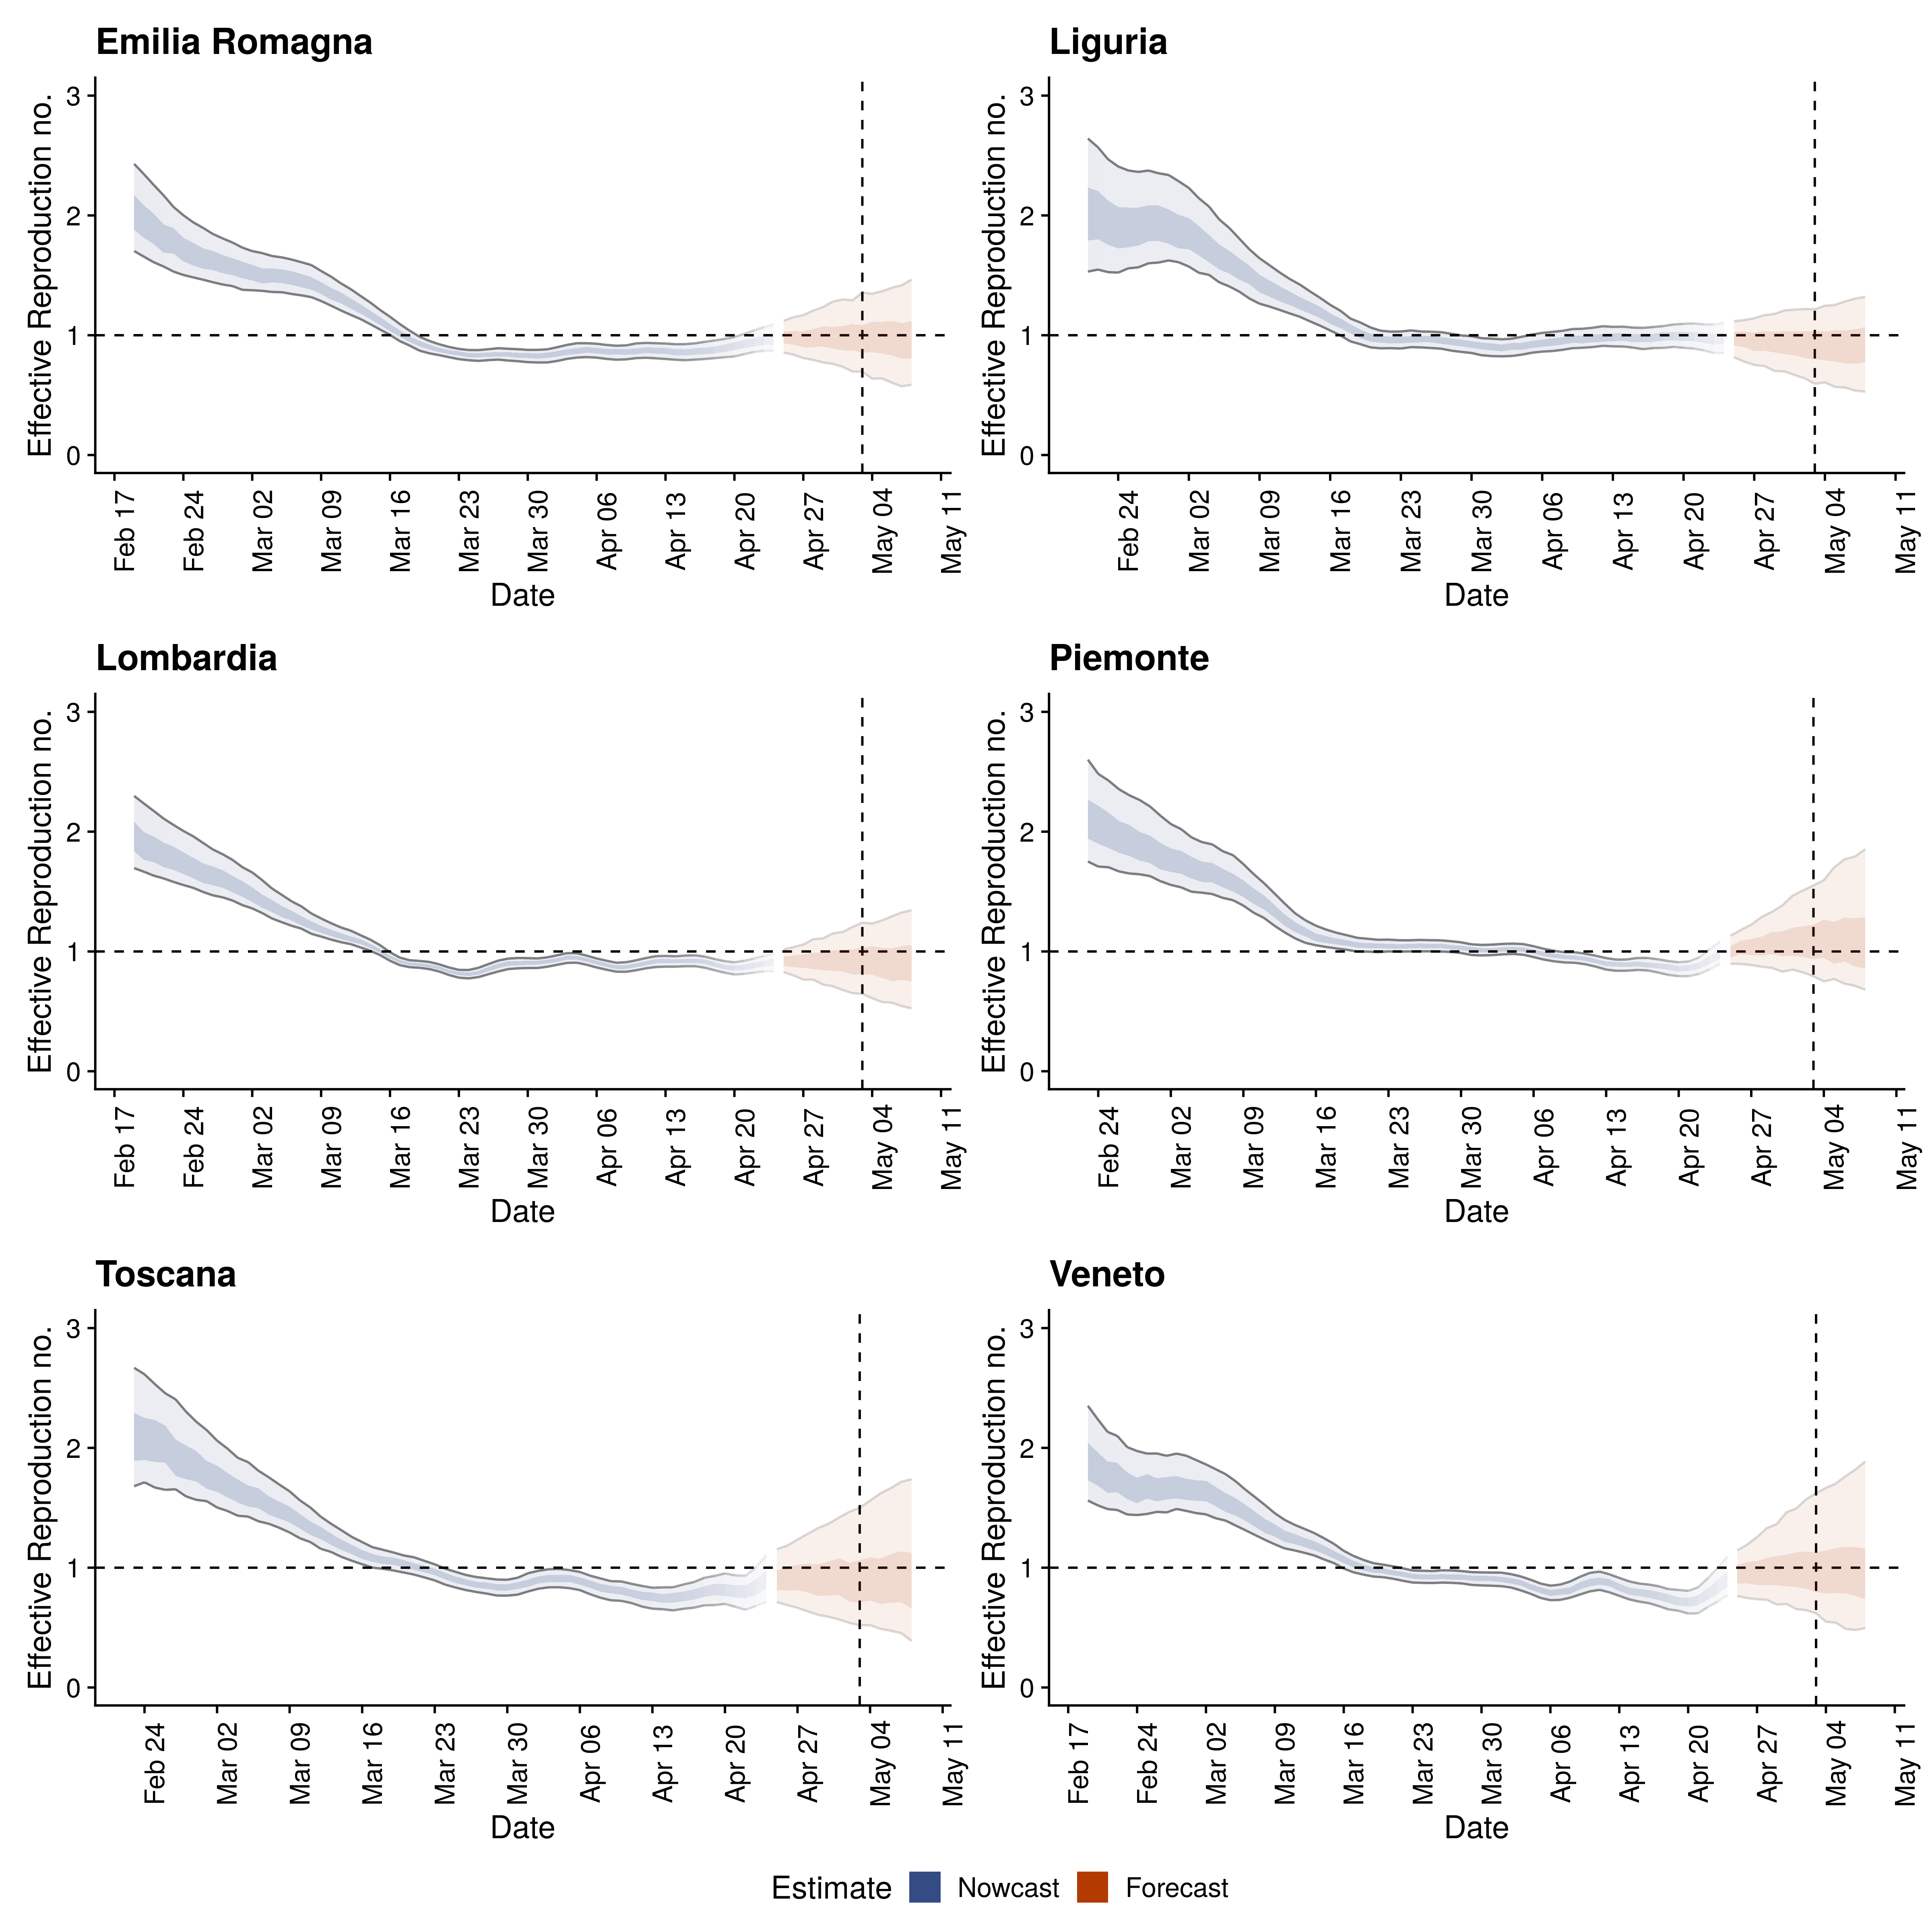 Emilia Romagna
Effective Reproduction no.
3
2
1
0
Feb 17
Feb 24
Mar 02
Mar 09
Mar 16
Mar 23
Mar 30
Apr 06
Apr 13
Apr 20
Apr 27
May 04
May 11
Date
Liguria
Effective Reproduction no.
3
2
1
0
Feb 24
Mar 02
Mar 09
Mar 16
Mar 23
Mar 30
Apr 06
Apr 13
Apr 20
Apr 27
May 04
May 11
Date
Lombardia
Effective Reproduction no.
3
2
1
0
Feb 17
Feb 24
Mar 02
Mar 09
Mar 16
Mar 23
Mar 30
Apr 06
Apr 13
Apr 20
Apr 27
May 04
May 11
Date
Piemonte
Effective Reproduction no.
3
2
1
0
Feb 24
Mar 02
Mar 09
Mar 16
Mar 23
Mar 30
Apr 06
Apr 13
Apr 20
Apr 27
May 04
May 11
Date
Toscana
Effective Reproduction no.
3
2
1
0
Feb 24
Mar 02
Mar 09
Mar 16
Mar 23
Mar 30
Apr 06
Apr 13
Apr 20
Apr 27
May 04
May 11
Date
Veneto
Effective Reproduction no.
3
2
1
0
Feb 17
Feb 24
Mar 02
Mar 09
Mar 16
Mar 23
Mar 30
Apr 06
Apr 13
Apr 20
Apr 27
May 04
May 11
Date
Estimate Nowcast Forecast